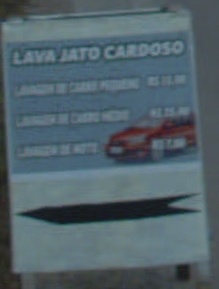 LAVA JATO CARDOSO
LAVAGEM DE CARRO PEQUENO R$
LAVAGEM DE CARRO MÉDIO R$
LAVAGEM DE MOTO R$